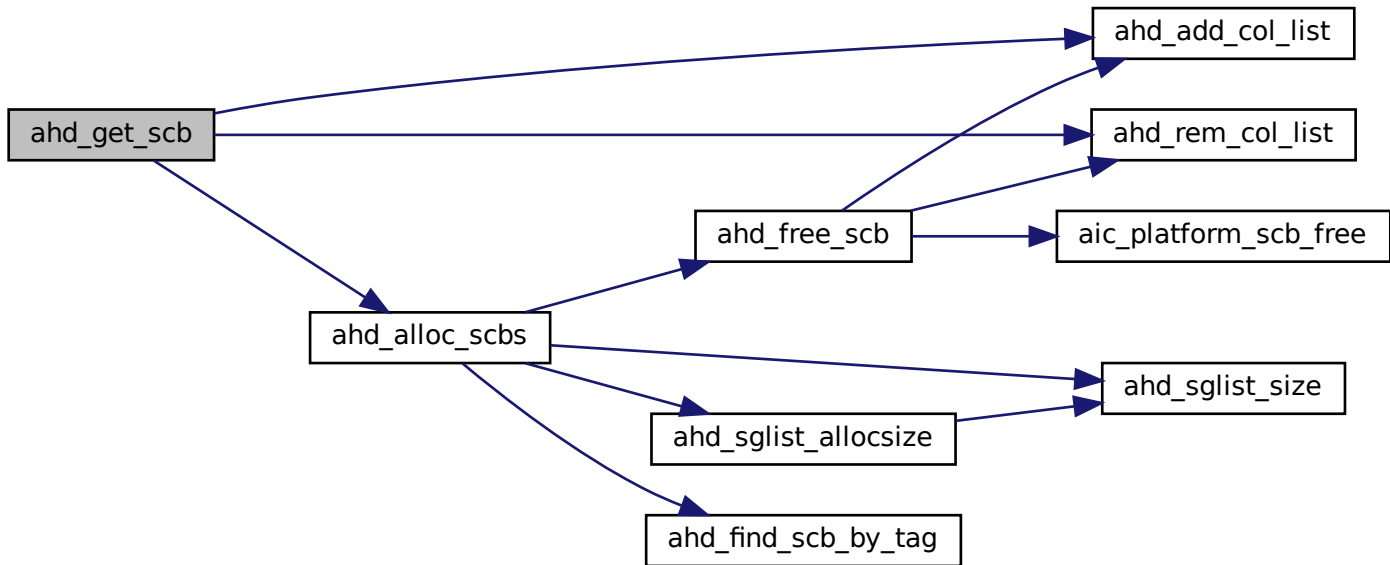 ahd_add_col_list
ahd_get_scb
ahd_rem_col_list
ahd_free_scb
aic_platform_scb_free
ahd_alloc_scbs
ahd_sglist_size
ahd_sglist_allocsize
ahd_find_scb_by_tag